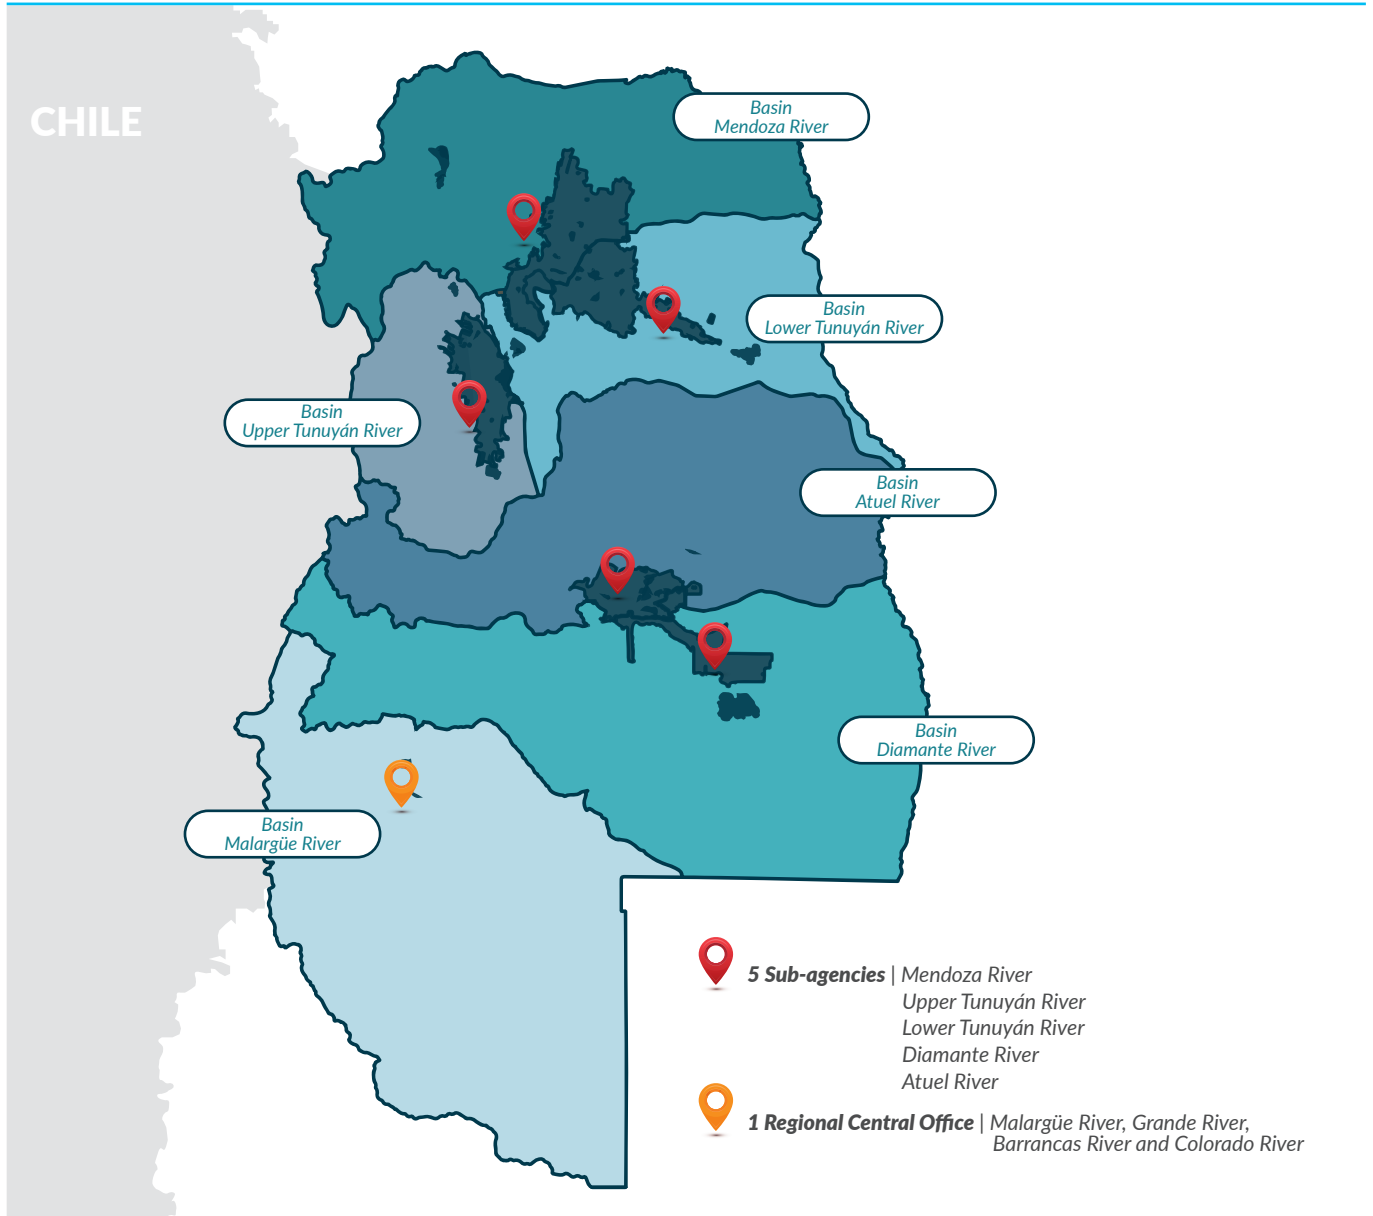 CHILE
Basin
Mendoza River
Basin
Lower Tunuyán River
Basin
Upper Tunuyán River
Basin
Atuel River
Basin
Diamante River
Basin
Malargüe River
5 Sub-agencies | Mendoza River
Upper Tunuyán River
Lower Tunuyán River
Diamante River
Atuel River
1 Regional Central Office | Malargüe River, Grande River,
Barrancas River and Colorado River